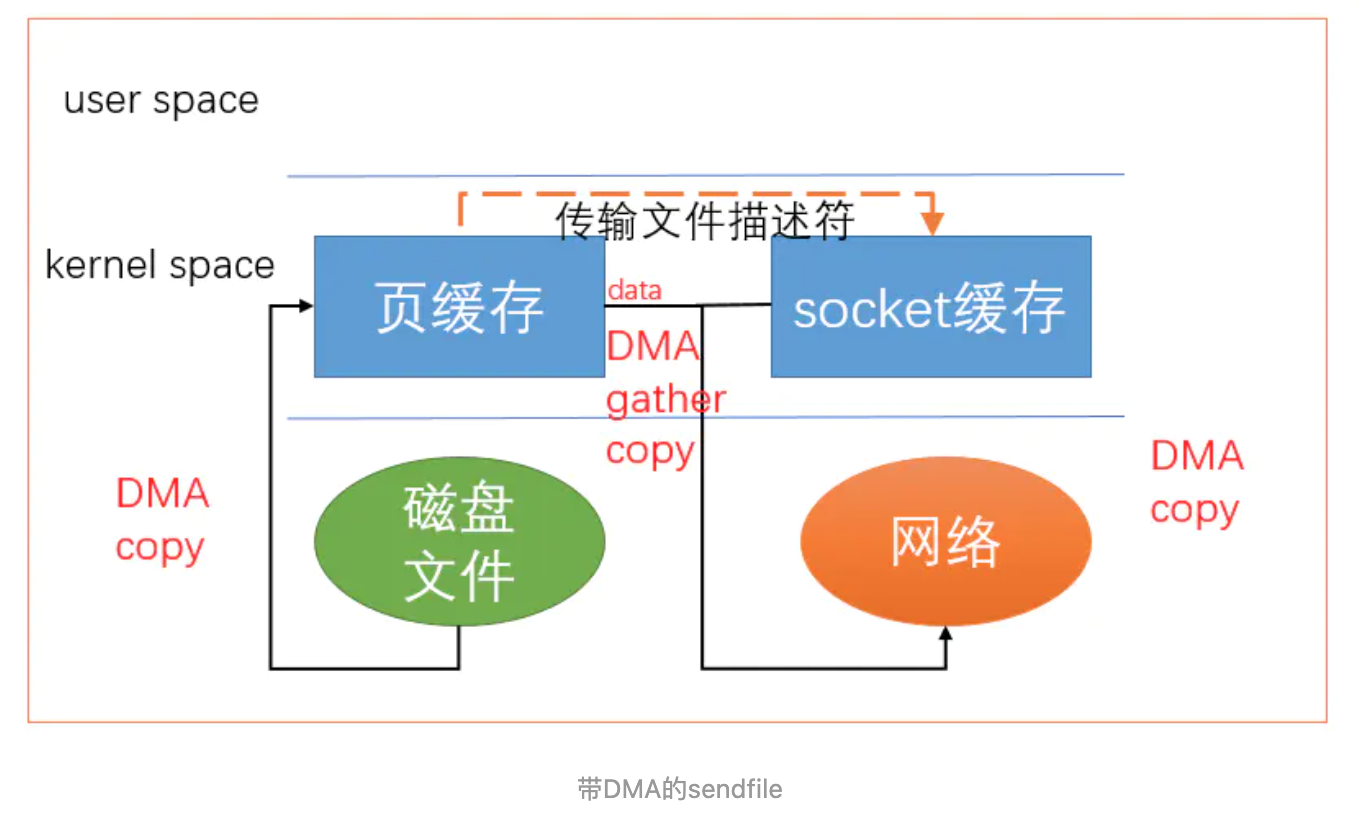 user space
传输文件描述符
kernel space
页缓存
data
socket缓存
DMA
gather
copy
DMA
copy
磁盘
文件
网络
DMA
copy
带DMA的sendfile